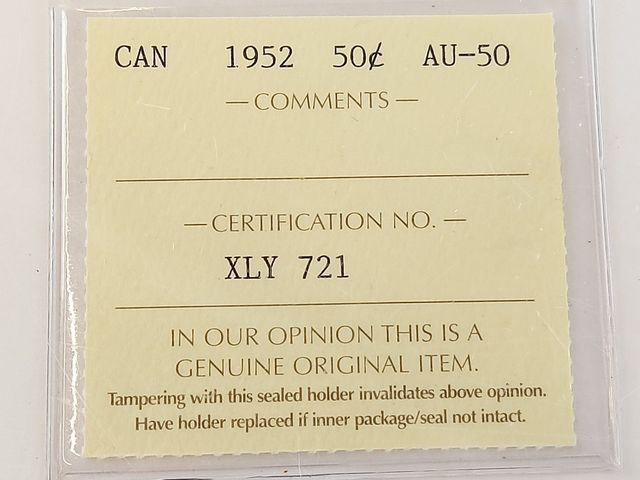 CAN 1952 50¢ AU-50
— COMMENTS —
— CERTIFICATION NO. —
XLY 721
IN OUR OPINION THIS IS A
GENUINE ORIGINAL ITEM.
Tampering with this sealed holder invalidates above opinion.
Have holder replaced if inner package/seal not intact.